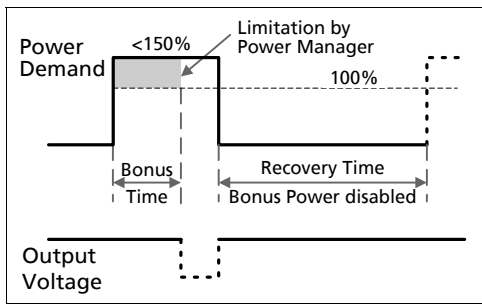 Power
Demand
<150%
Limitation by
Power Manager
100%
Bonus
Time
Recovery Time
Bonus Power disabled
Output
Voltage